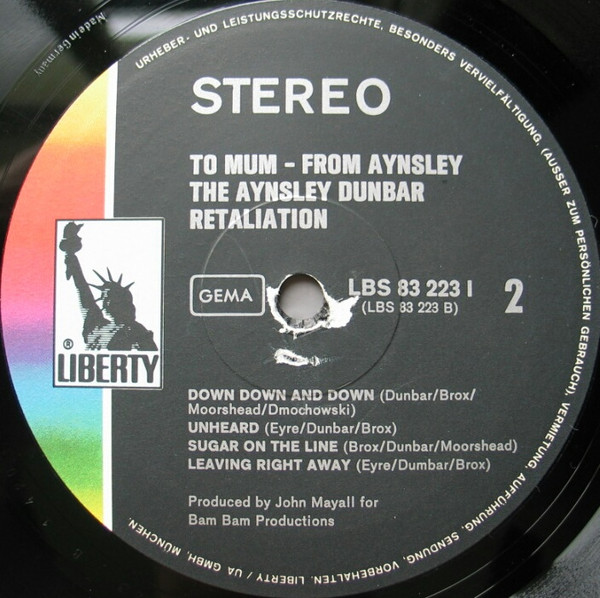 Made in Germany
URHEBER- UND LEISTUNGSSCHUTZRECHTE, BESONDERS VERVIELFÄLTIGUNG, (AUSSER ZUM PERSÖNLICHEN GEBRAUCH), VERMIETUNG, AUFFÜHRUNG, SENDUNG, VORBEHALTEN. LIBERTY / UA GMBH, MÜNCHEN.
STEREO
TO MUM - FROM AYNSLEY
THE AYNSLEY DUNBAR
RETALIATION
GEMA
LBS 83 223 I
(LBS 83 223 B)
2
®
LIBERTY
DOWN DOWN AND DOWN (Dunbar/Brox/
Moorshead/Dmochowski)
UNHEARD (Eyre/Dunbar/Brox)
SUGAR ON THE LINE (Brox/Dunbar/Moorshead)
LEAVING RIGHT AWAY (Eyre/Dumbar/Brox)
Produced by John Mayall for
Bam Bam Productions